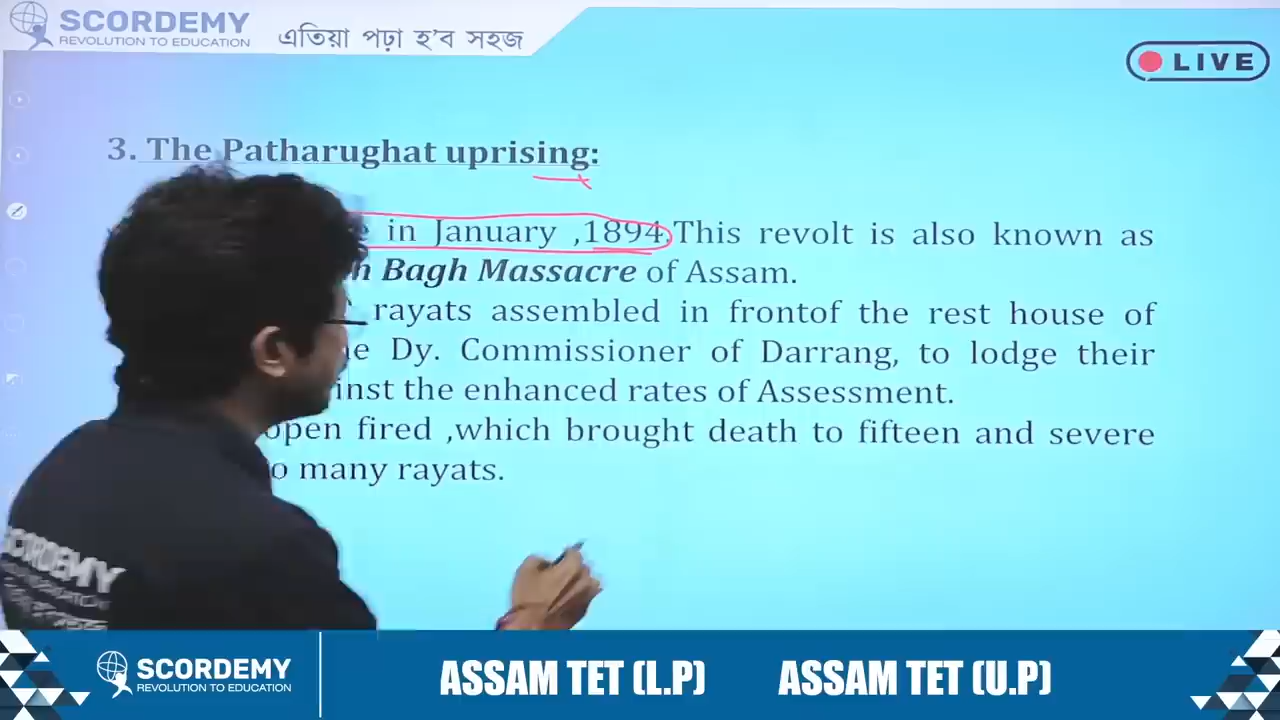 SCORDEMY
REVOLUTION TO EDUCATION
এতিয়া পঢ়া হ'ব সহজ
LIVE
3. The Patharughat uprising:
e in January ,1894.This revolt is also known as
n Bagh Massacre of Assam.
rayats assembled in frontof the rest house of
e Dy. Commissioner of Darrang, to lodge their
inst the enhanced rates of Assessment.
open fired ,which brought death to fifteen and severe
o many rayats.
SCORDEMY
SCORDEMY
REVOLUTION TO EDUCATION
ASSAM TET (L.P)
ASSAM TET (U.P)